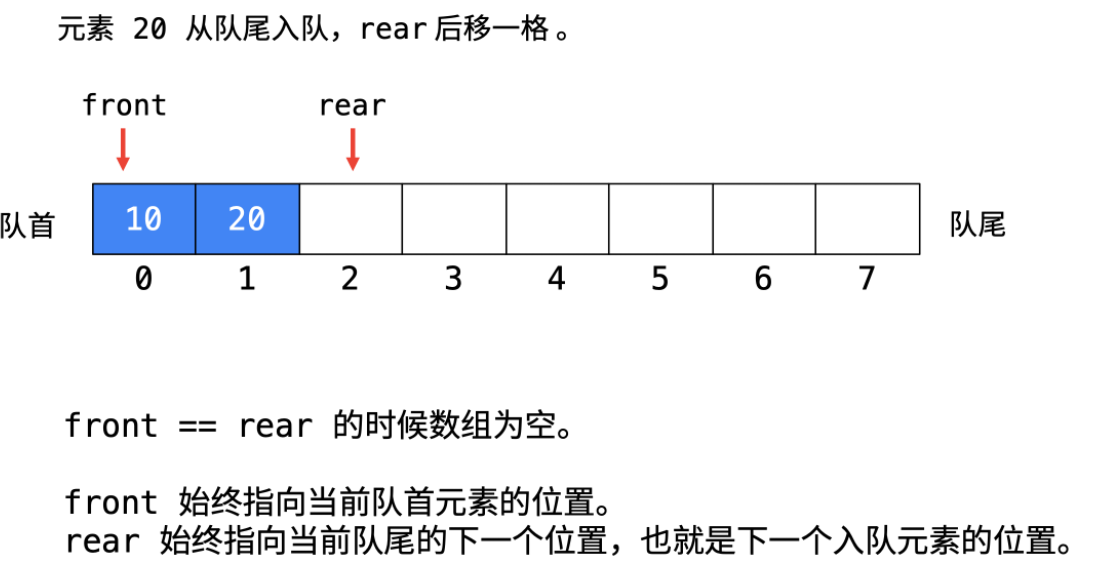 元素 20 从队尾入队，rear后移一格。
front rear
队首 10 20 队尾
0 1 2 3 4 5 6 7
front == rear 的时候数组为空。
front 始终指向当前队首元素的位置。
rear 始终指向当前队尾的下一个位置，也就是下一个入队元素的位置。